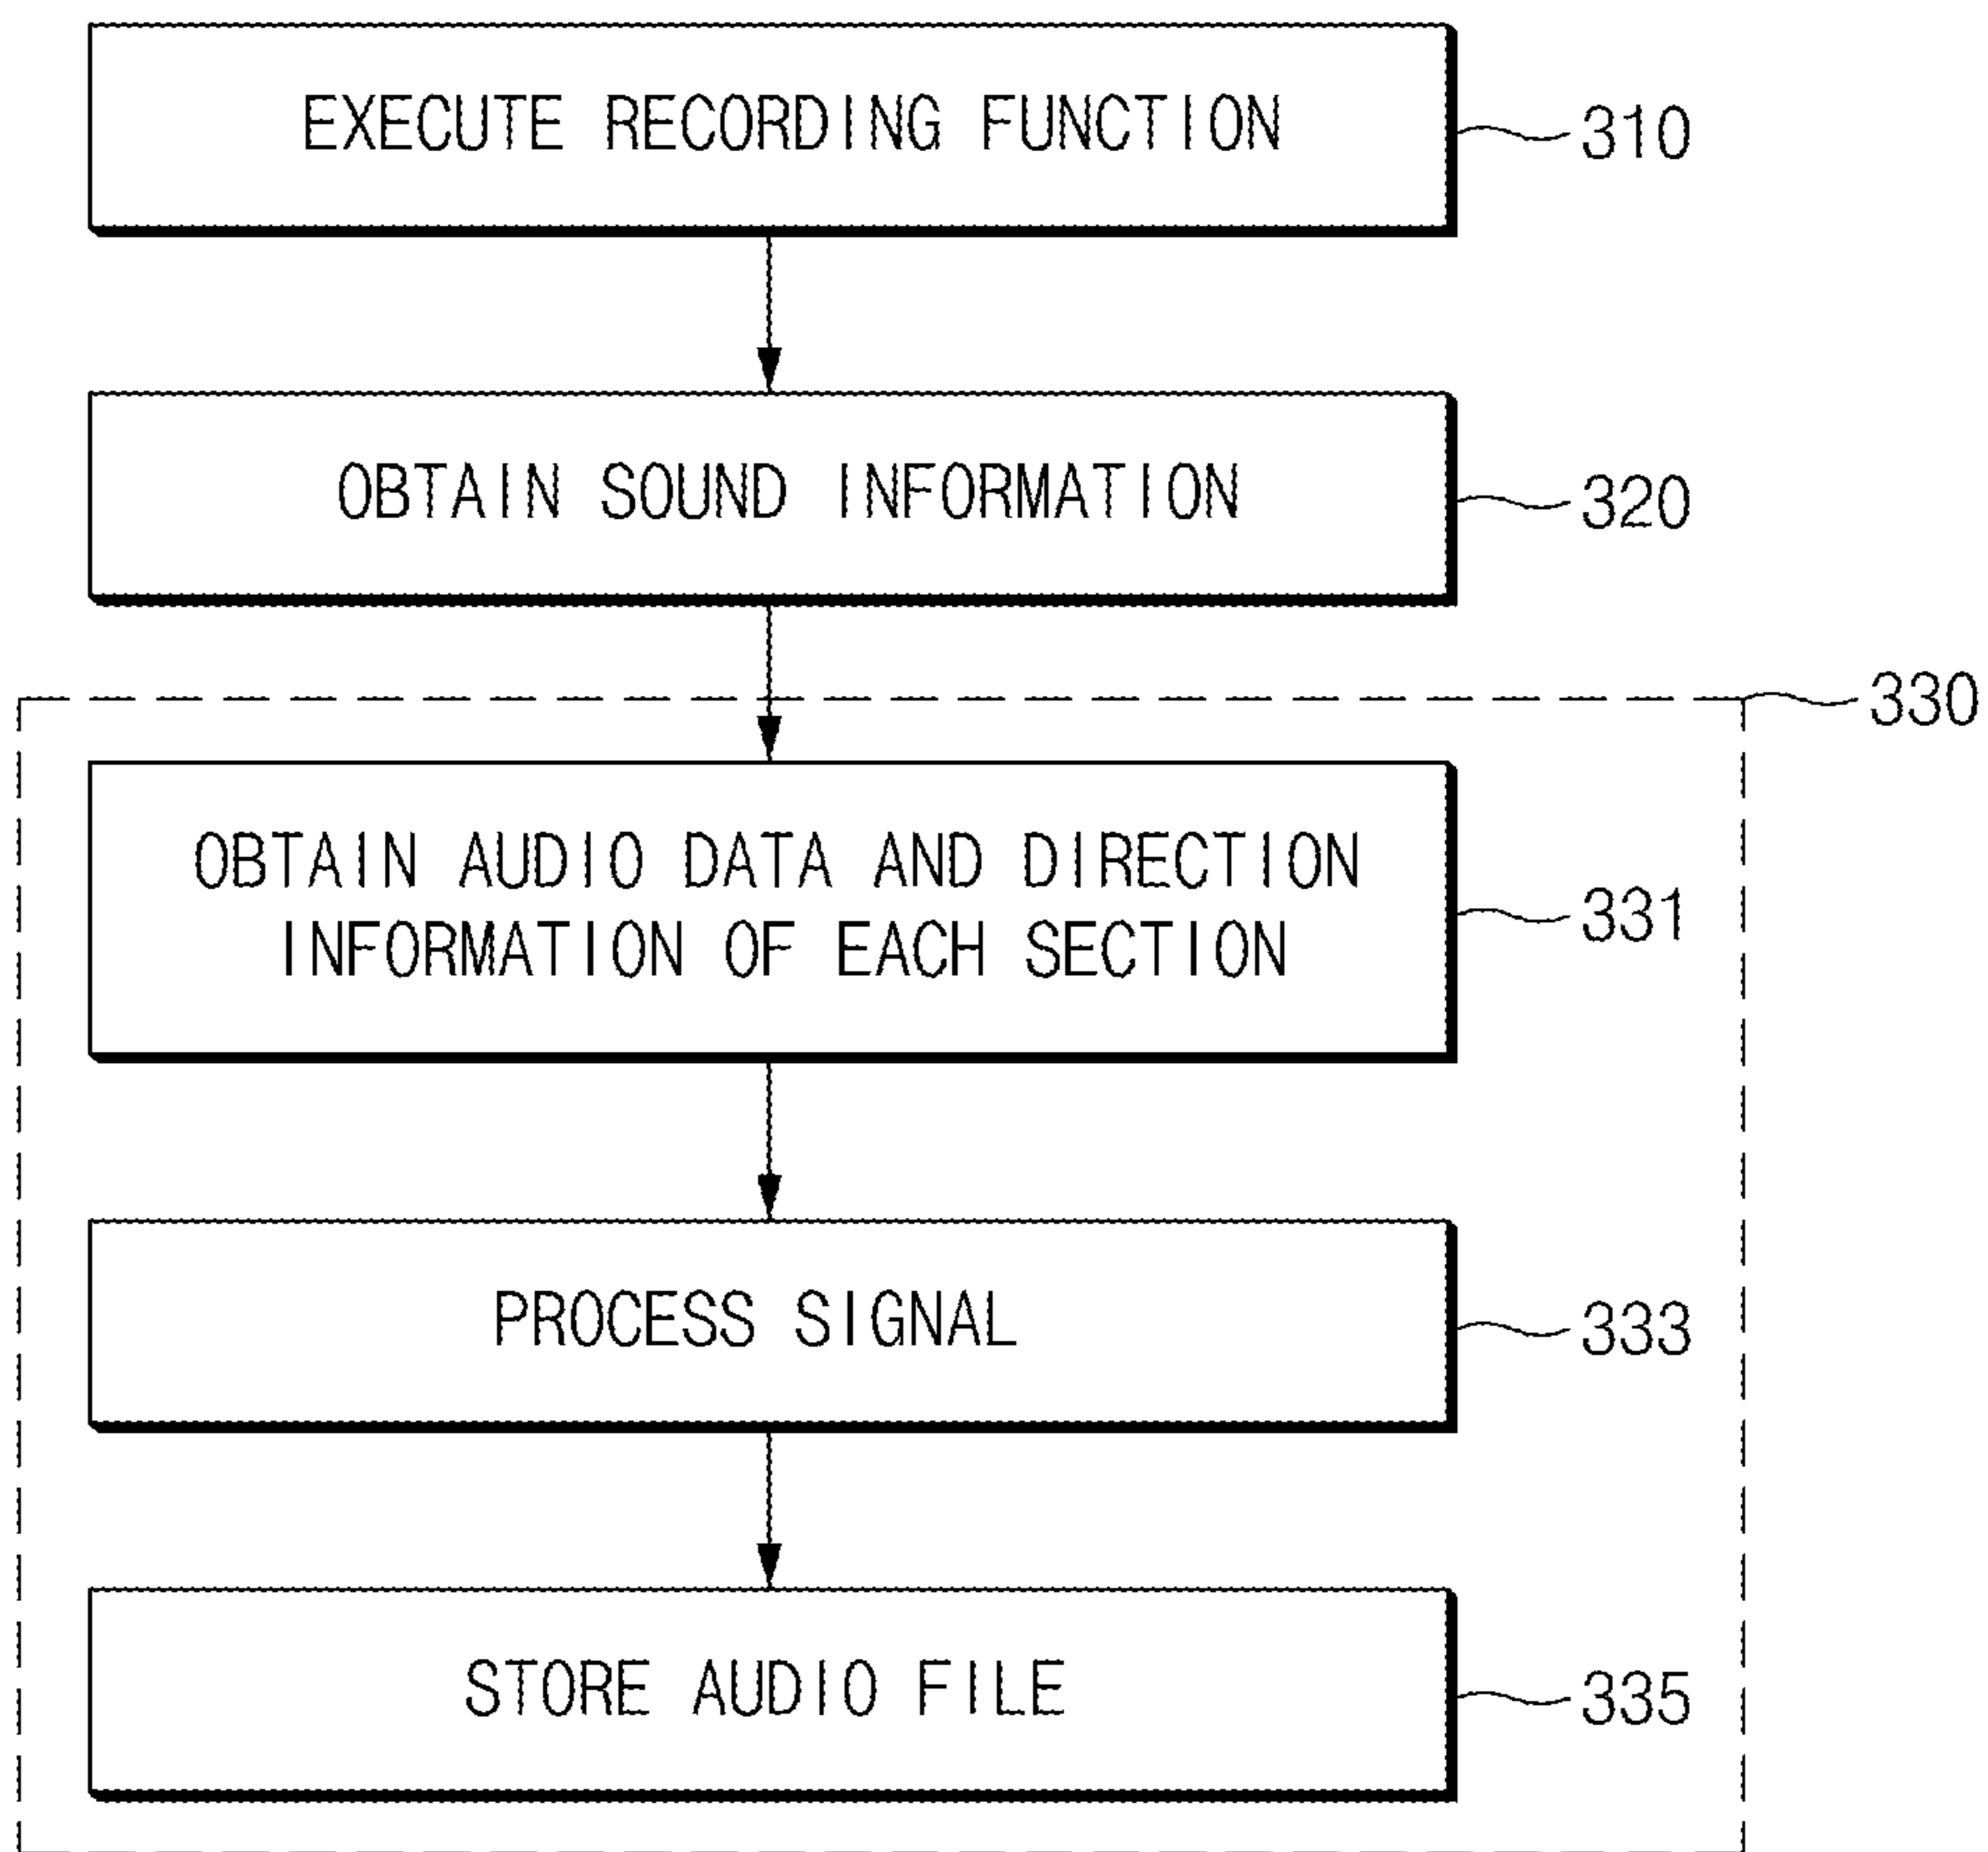 EXECUTE RECORDING FUNCTION
310
OBTAIN SOUND INFORMATION
320
330
OBTAIN AUDIO DATA AND DIRECTION
INFORMATION OF EACH SECTION
331
PROCESS SIGNAL
333
STORE AUDIO FILE
335